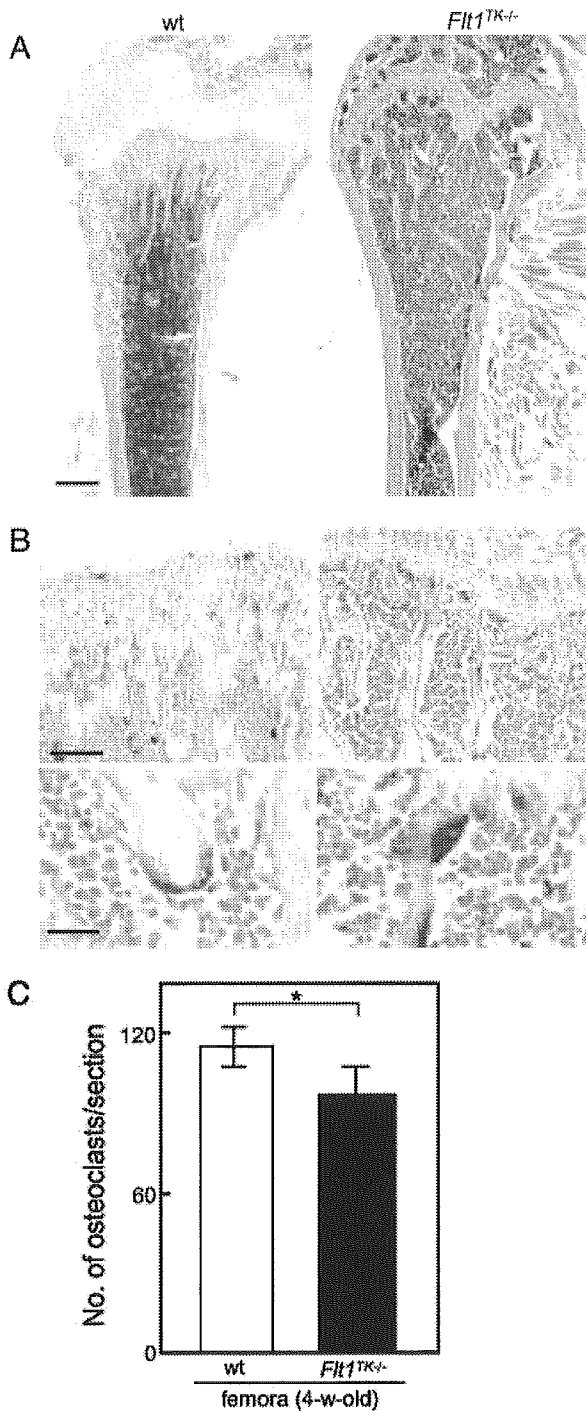 wt Flt1TK-/-
A
B
C
*
No. of osteoclasts/section
120
60
0
wt Flt1TK-/-
femora (4-w-old)